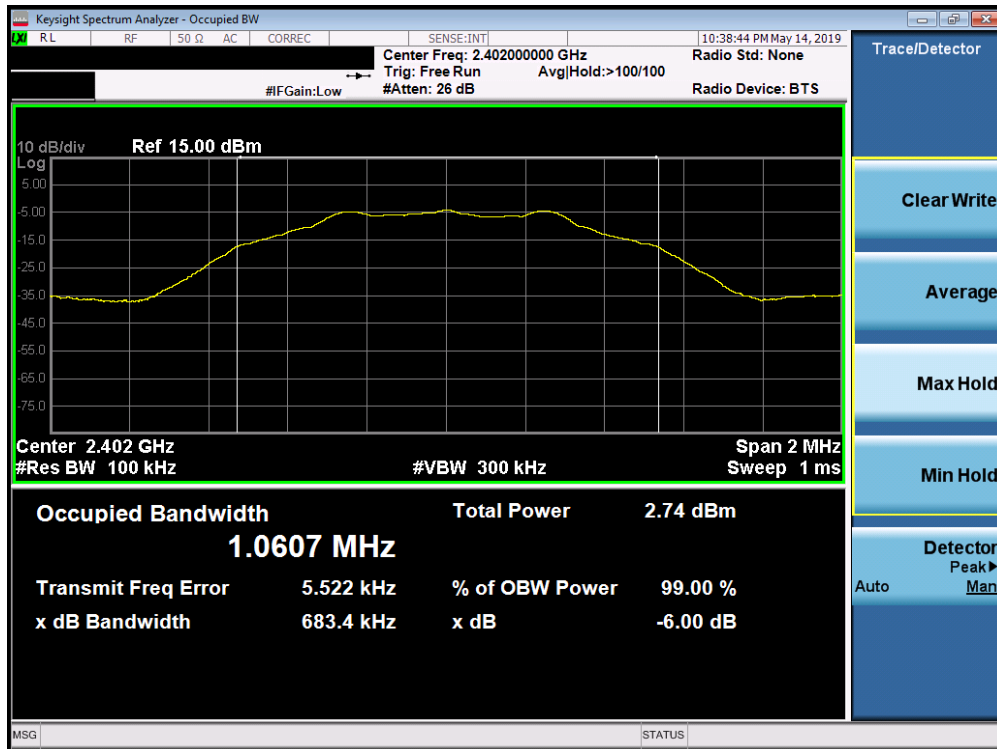 Keysight Spectrum Analyzer - Occupied BW
LXI RL RF 50 Ω AC CORREC SENSE:INT 10:38:44 PM May 14, 2019
Center Freq: 2.402000000 GHz Radio Std: None
Trig: Free Run Avg|Hold:>100/100
#IFGain:Low #Atten: 26 dB Radio Device: BTS
10 dB/div Ref 15.00 dBm
Log
5.00
-5.00
-15.0
-25.0
-35.0
-45.0
-55.0
-65.0
-75.0
Center 2.402 GHz Span 2 MHz
#Res BW 100 kHz #VBW 300 kHz Sweep 1 ms
Occupied Bandwidth Total Power 2.74 dBm
1.0607 MHz
Transmit Freq Error 5.522 kHz % of OBW Power 99.00 %
x dB Bandwidth 683.4 kHz x dB -6.00 dB
MSG STATUS
Trace/Detector
Clear Write
Average
Max Hold
Min Hold
Detector
Peak▶
Auto Man